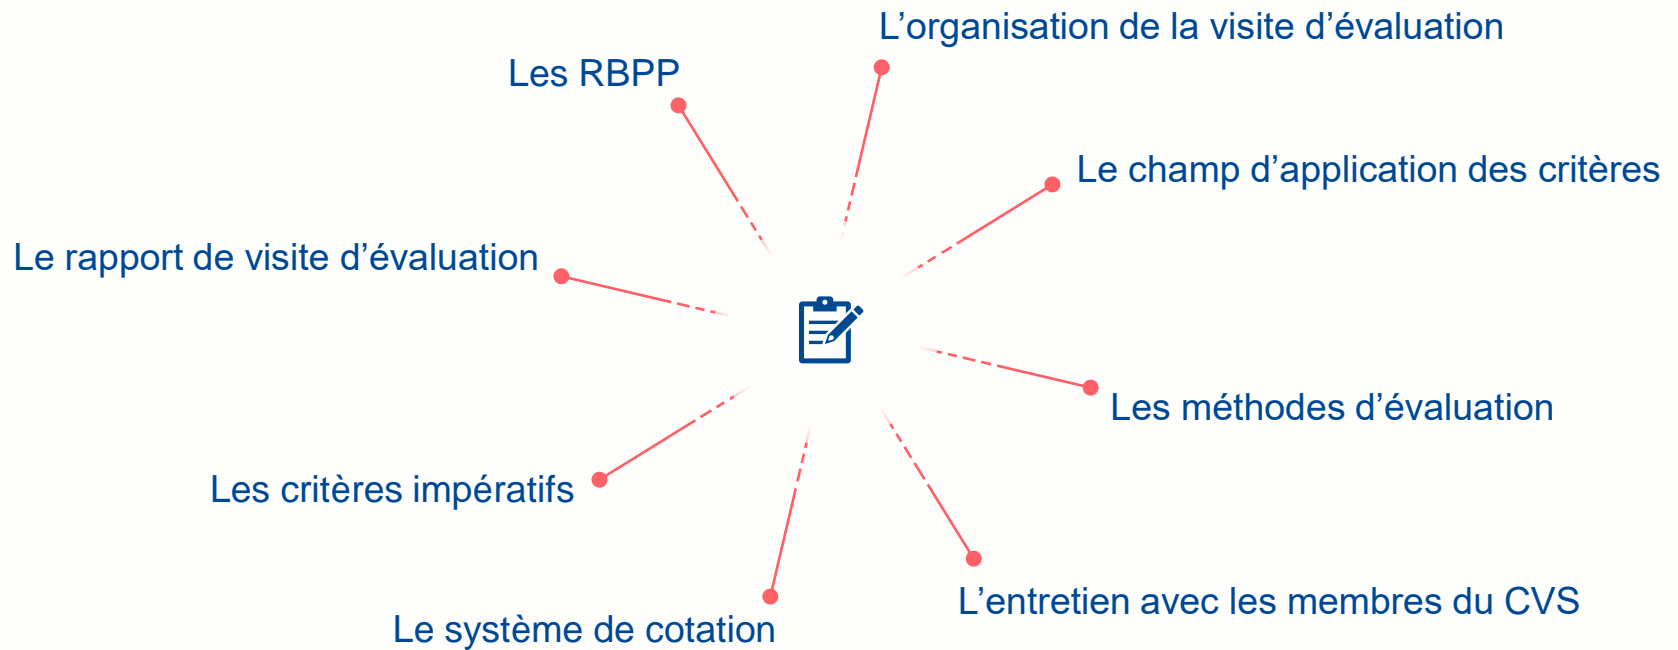 L’organisation de la visite d’évaluation
Les RBPP
Le champ d’application des critères
Le rapport de visite d’évaluation
Les méthodes d’évaluation
Les critères impératifs
L’entretien avec les membres du CVS
Le système de cotation